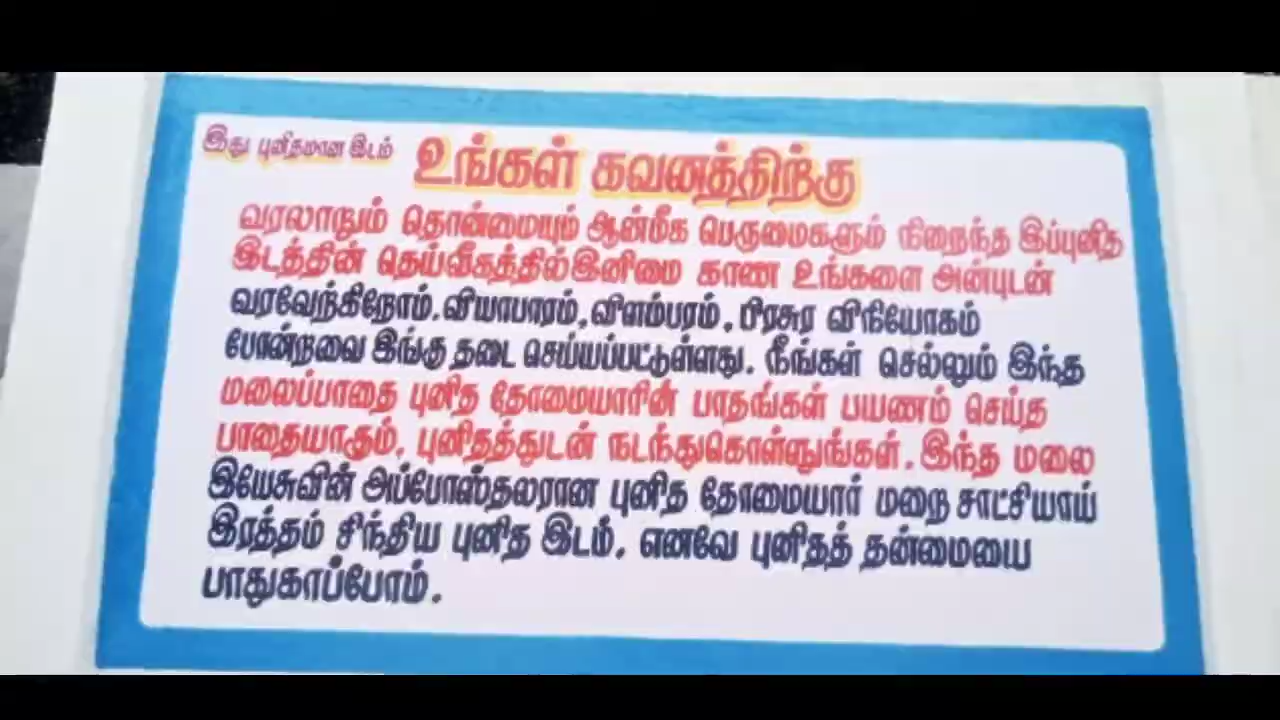 இது புனிதமான இடம் உங்கள் கவனத்திற்கு
வரலாறும் தொன்மையும் ஆன்மீக பெருமைகளும் நிறைந்த இப்புனித
இடத்தின் தெய்வீகத்தில் இனிமை காண உங்களை அன்புடன்
வரவேற்கிறோம். வியாபாரம், விளம்பரம், பிரசுர விநியோகம்
போன்றவை இங்கு தடை செய்யப்பட்டுள்ளது. நீங்கள் செல்லும் இந்த
மலைப்பாதை புனித தோமையாரின் பாதங்கள் பயணம் செய்த
பாதையாகும். புனிதத்துடன் நடந்துகொள்ளுங்கள். இந்த மலை
இயேசுவின் அப்போஸ்தலரான புனித தோமையார் மறை சாட்சியாய்
இரத்தம் சிந்திய புனித இடம். எனவே புனிதத் தன்மையை
பாதுகாப்போம்.